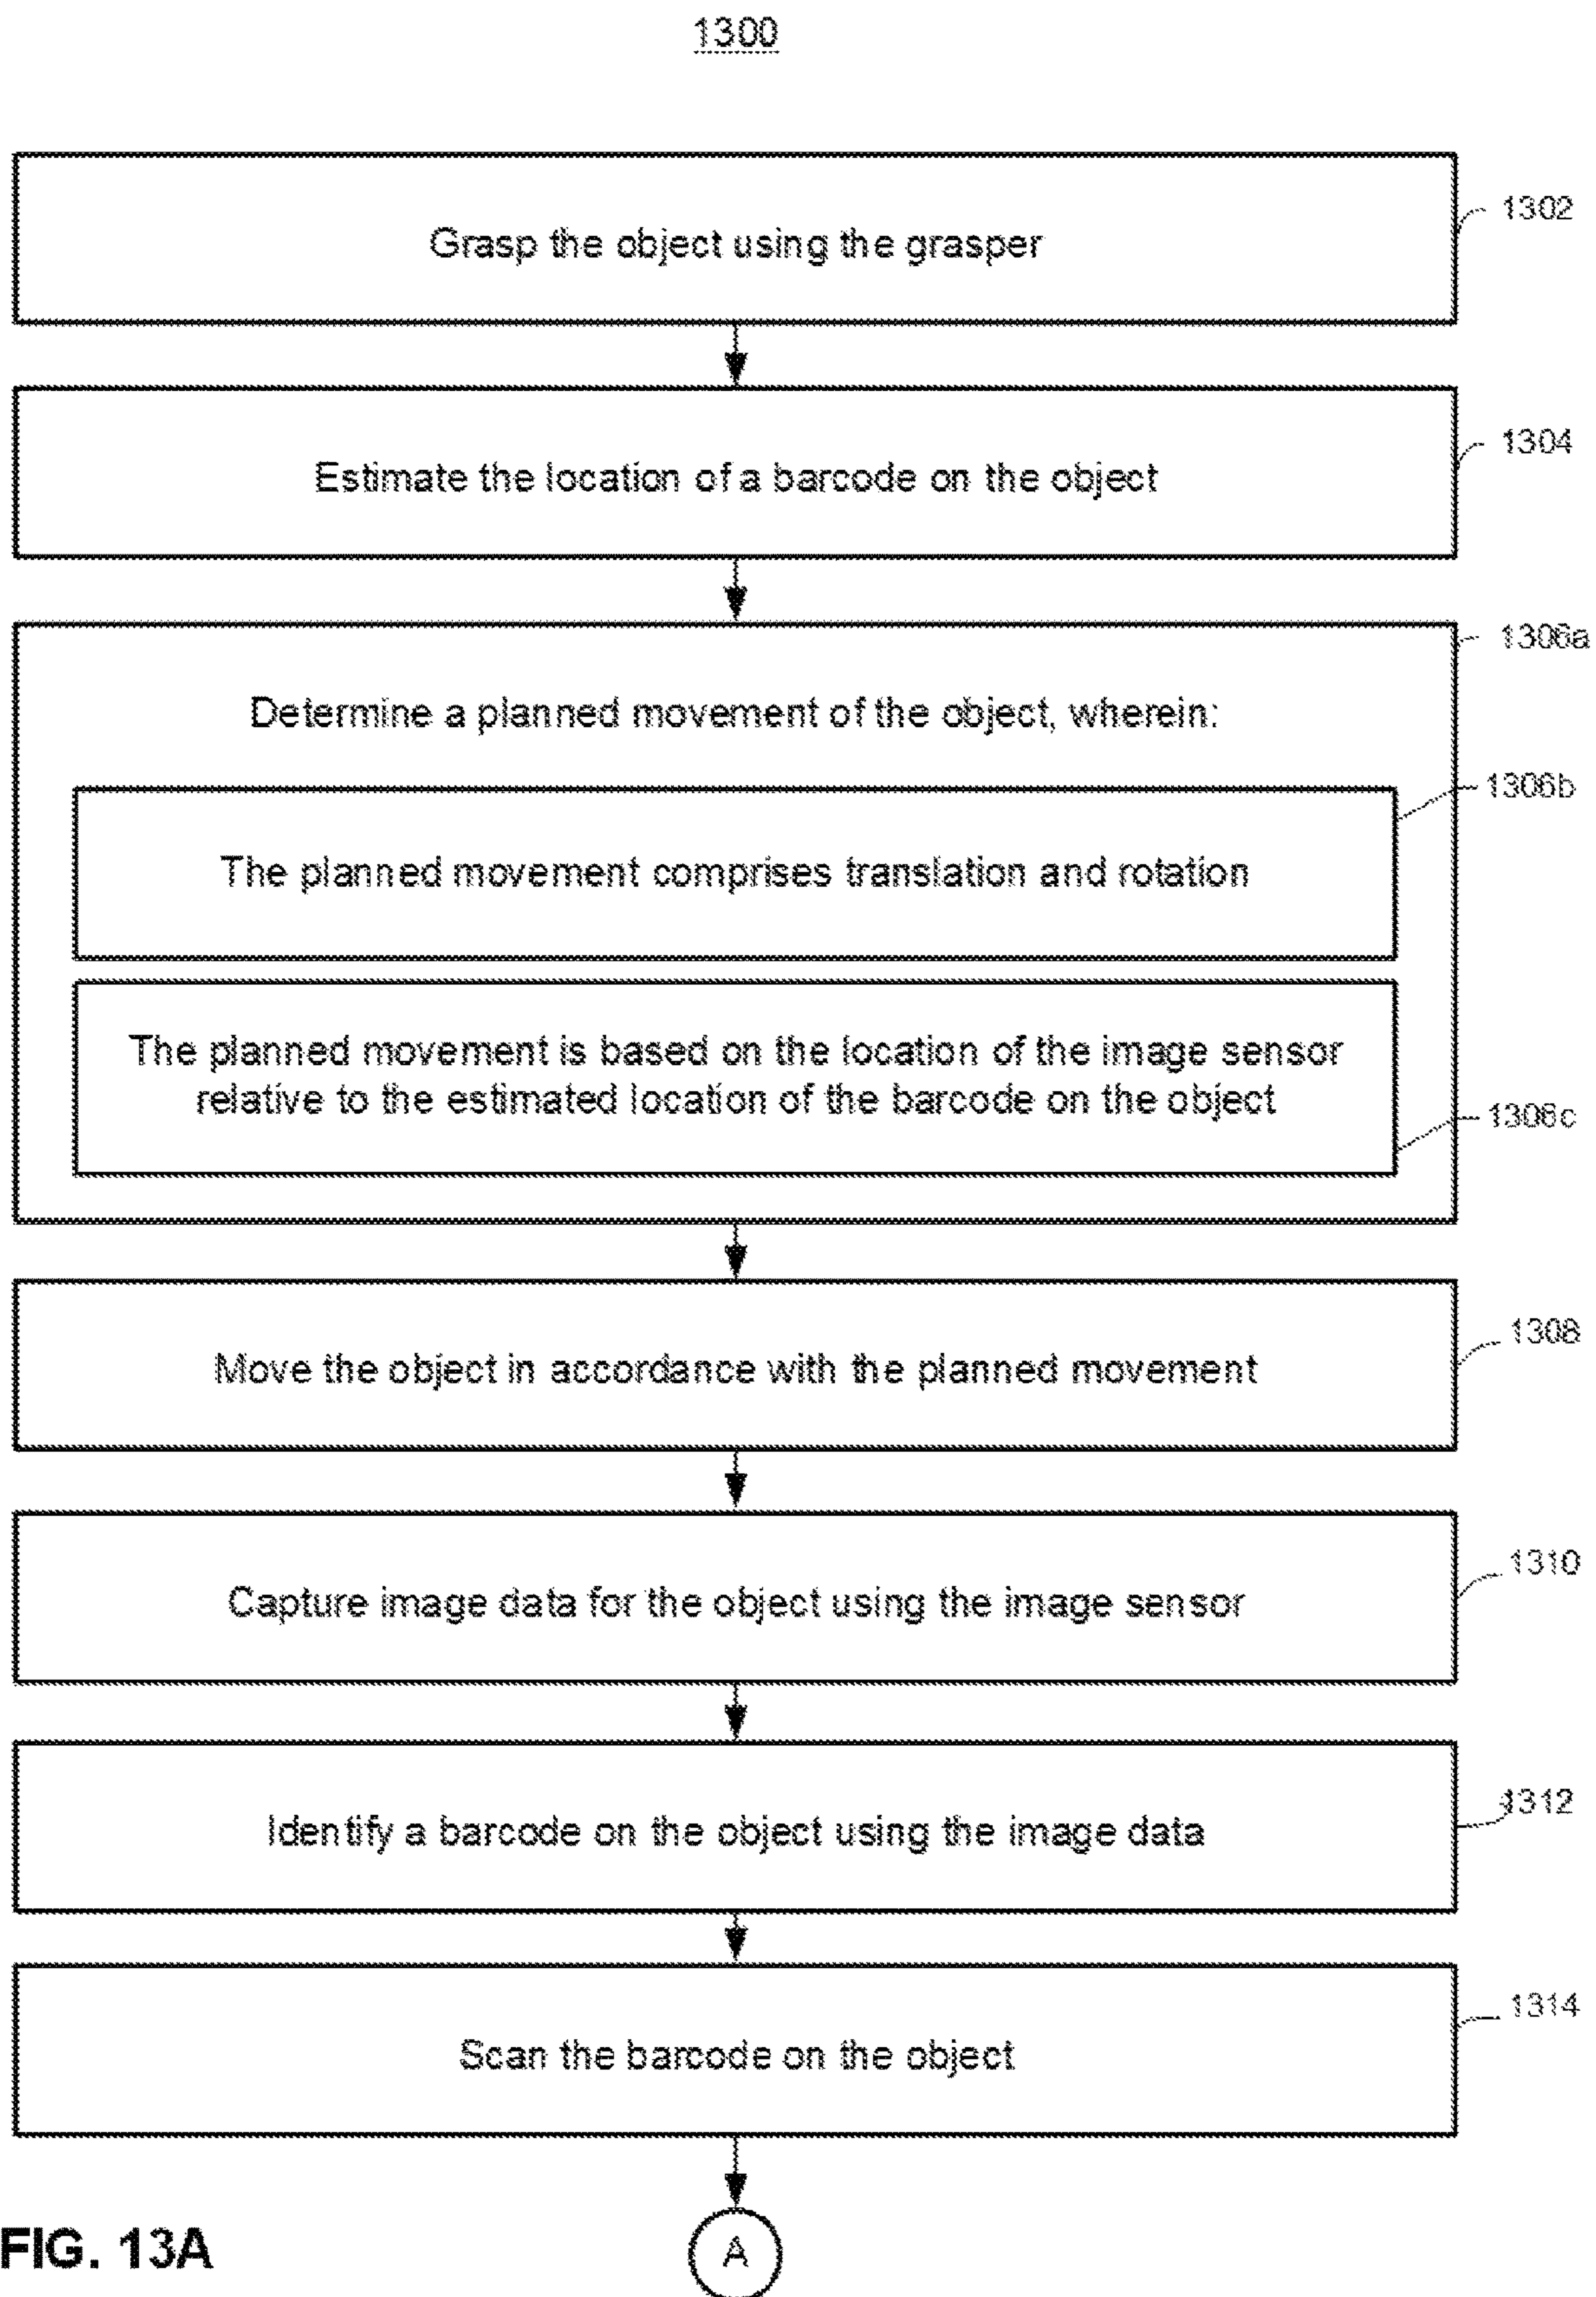 1300
Grasp the object using the grasper
1302
Estimate the location of a barcode on the object
1304
Determine a planned movement of the object, wherein:
1306a
The planned movement comprises translation and rotation
1306b
The planned movement is based on the location of the image sensor
relative to the estimated location of the barcode on the object
1306c
Move the object in accordance with the planned movement
1308
Capture image data for the object using the image sensor
1310
Identify a barcode on the object using the image data
1312
Scan the barcode on the object
1314
A
FIG. 13A